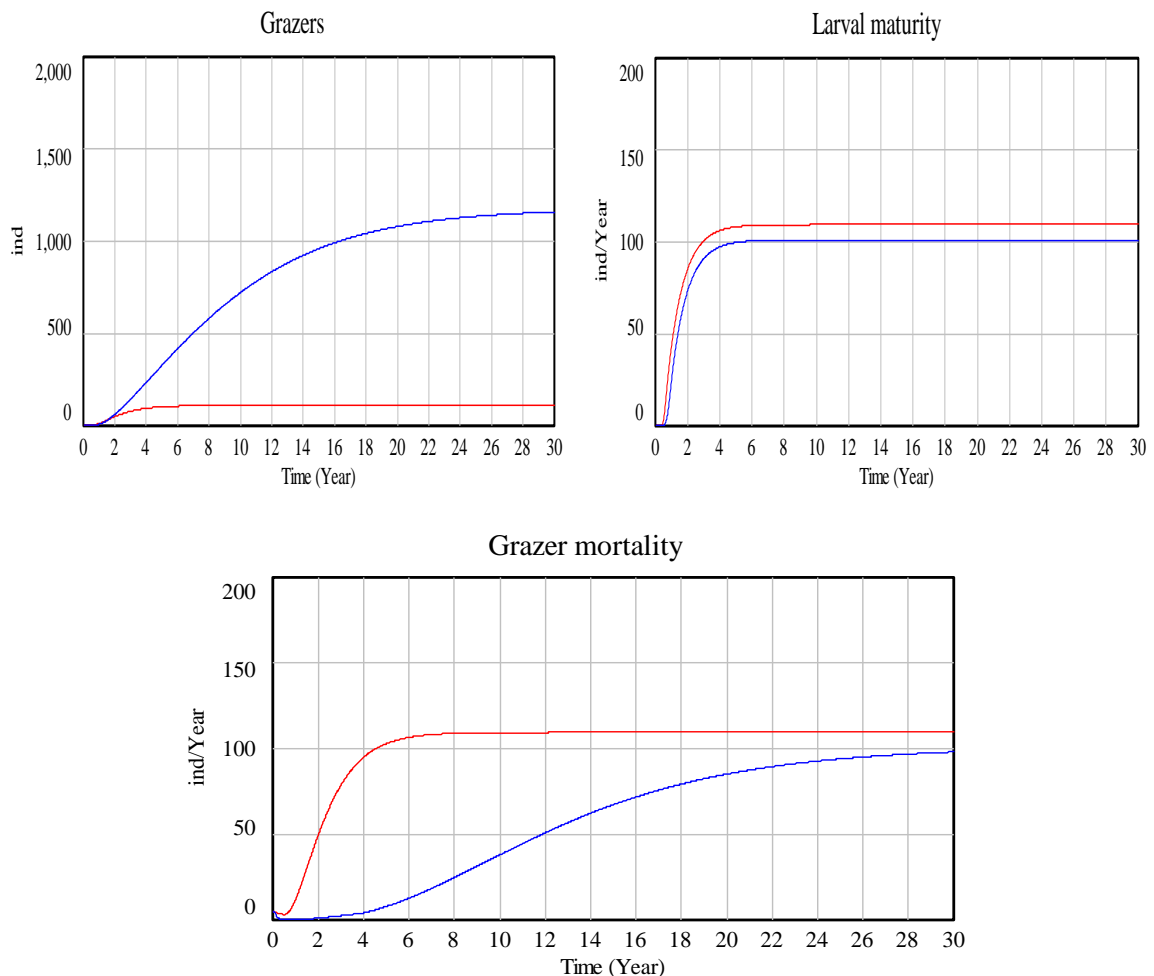 Grazers
2,000
1,500
1,000
500
0
ind
0 2 4 6 8 10 12 14 16 18 20 22 24 26 28 30
Time (Year)
Larval maturity
200
150
100
50
0
ind/Year
0 2 4 6 8 10 12 14 16 18 20 22 24 26 28 30
Time (Year)
Grazer mortality
200
150
100
50
0
ind/Year
0 2 4 6 8 10 12 14 16 18 20 22 24 26 28 30
Time (Year)